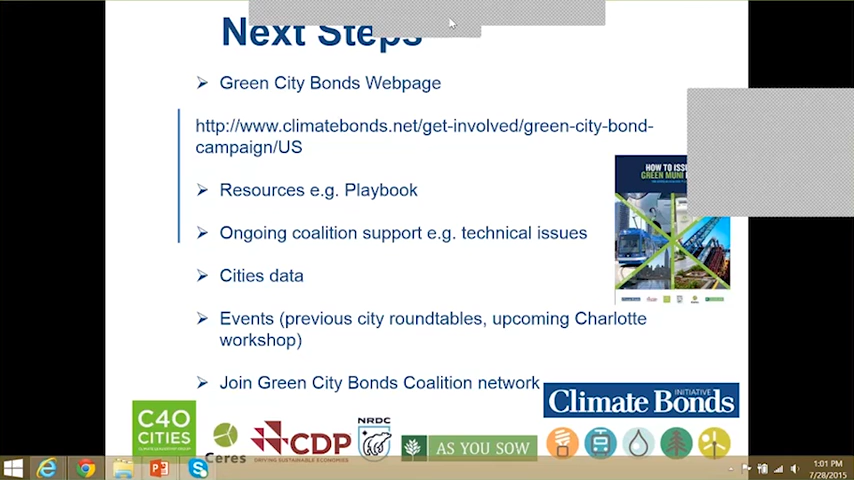 Next Steps
Green City Bonds Webpage
http://www.climatebonds.net/get-involved/green-city-bond-
campaign/US
Resources e.g. Playbook
HOW TO
GREEN MUNI
Ongoing coalition support e.g. technical issues
Cities data
Events (previous city roundtables, upcoming Charlotte
workshop)
Join Green City Bonds Coalition network
INITIATIVE
Climate Bonds
C40
CITIES
CLIMATE LEADERSHIP GROUP
Ceres
CDP
DRIVING SUSTAINABLE ECONOMIES
NRDC
AS YOU SOW
1:01 PM
7/28/2015